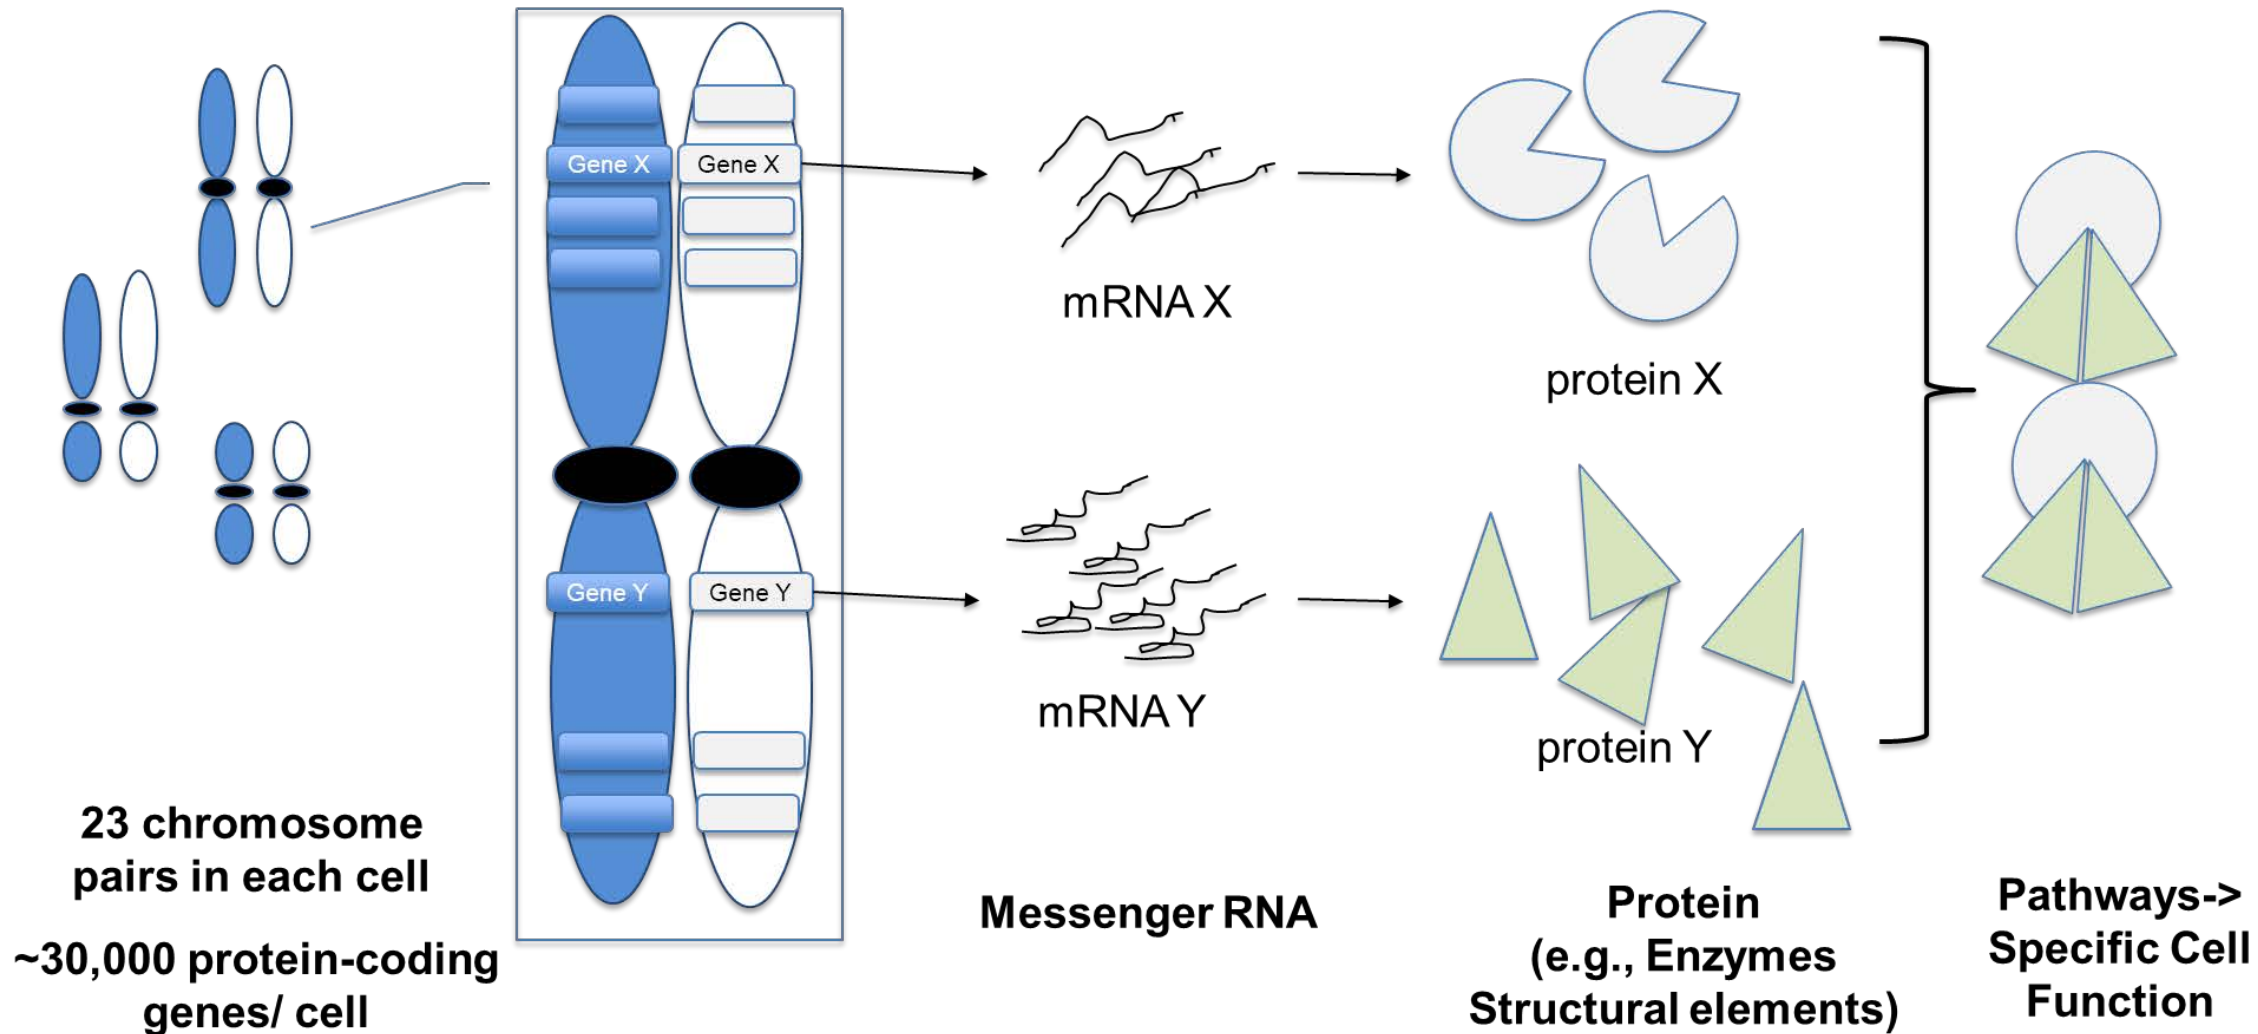 Gene X
Gene X
mRNA X
protein X
Gene Y
Gene Y
mRNA Y
protein Y
23 chromosome
pairs in each cell
~30,000 protein-coding
genes/ cell
Messenger RNA
Protein
(e.g., Enzymes
Structural elements)
Pathways->
Specific Cell
Function